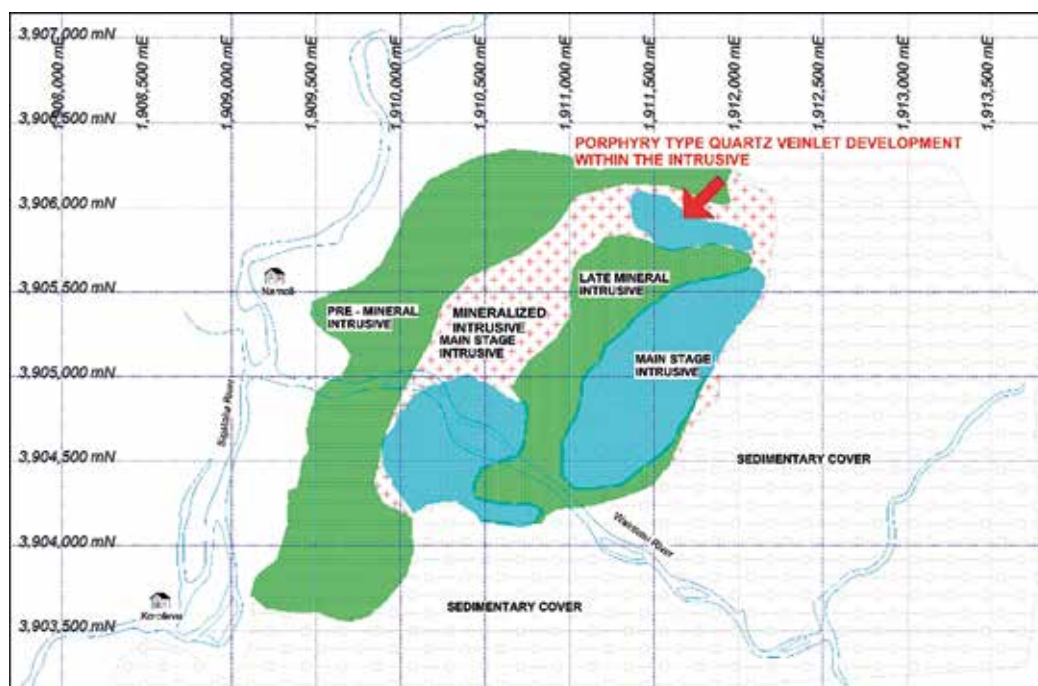 3,907,000 mN
1,908,000 mE
1,908,500 mE
1,909,000 mE
1,909,500 mE
1,910,000 mE
1,910,500 mE
1,911,000 mE
1,911,500 mE
1,912,000 mE
1,912,500 mE
1,913,000 mE
1,913,500 mE
3,906,500 mN
PORPHYRY TYPE QUARTZ VEINLET DEVELOPMENT
WITHIN THE INTRUSIVE
3,906,000 mN
3,905,500 mN
LATE MINERAL
INTRUSIVE
PRE - MINERAL
INTRUSIVE
MINERALIZED
INTRUSIVE
MAIN STAGE
INTRUSIVE
MAIN STAGE
INTRUSIVE
3,905,000 mN
River
3,904,500 mN
SEDIMENTARY COVER
3,904,000 mN
River
SEDIMENTARY COVER
3,903,500 mN